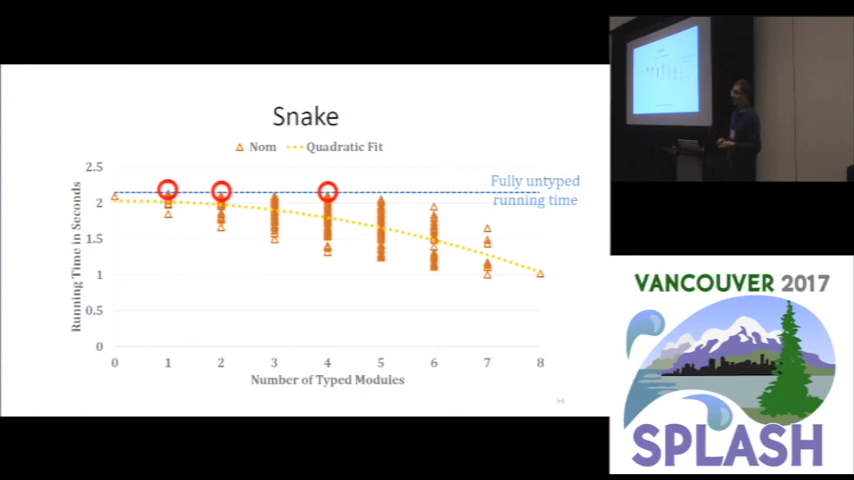 Snake
Nom
Quadratic Fit
2.5
2
1.5
1
0.5
0
Running Time in Seconds
Fully untyped
running time
0 1 2 3 4 5 6 7 8
Number of Typed Modules
56
VANCOUVER 2017
SPLASH